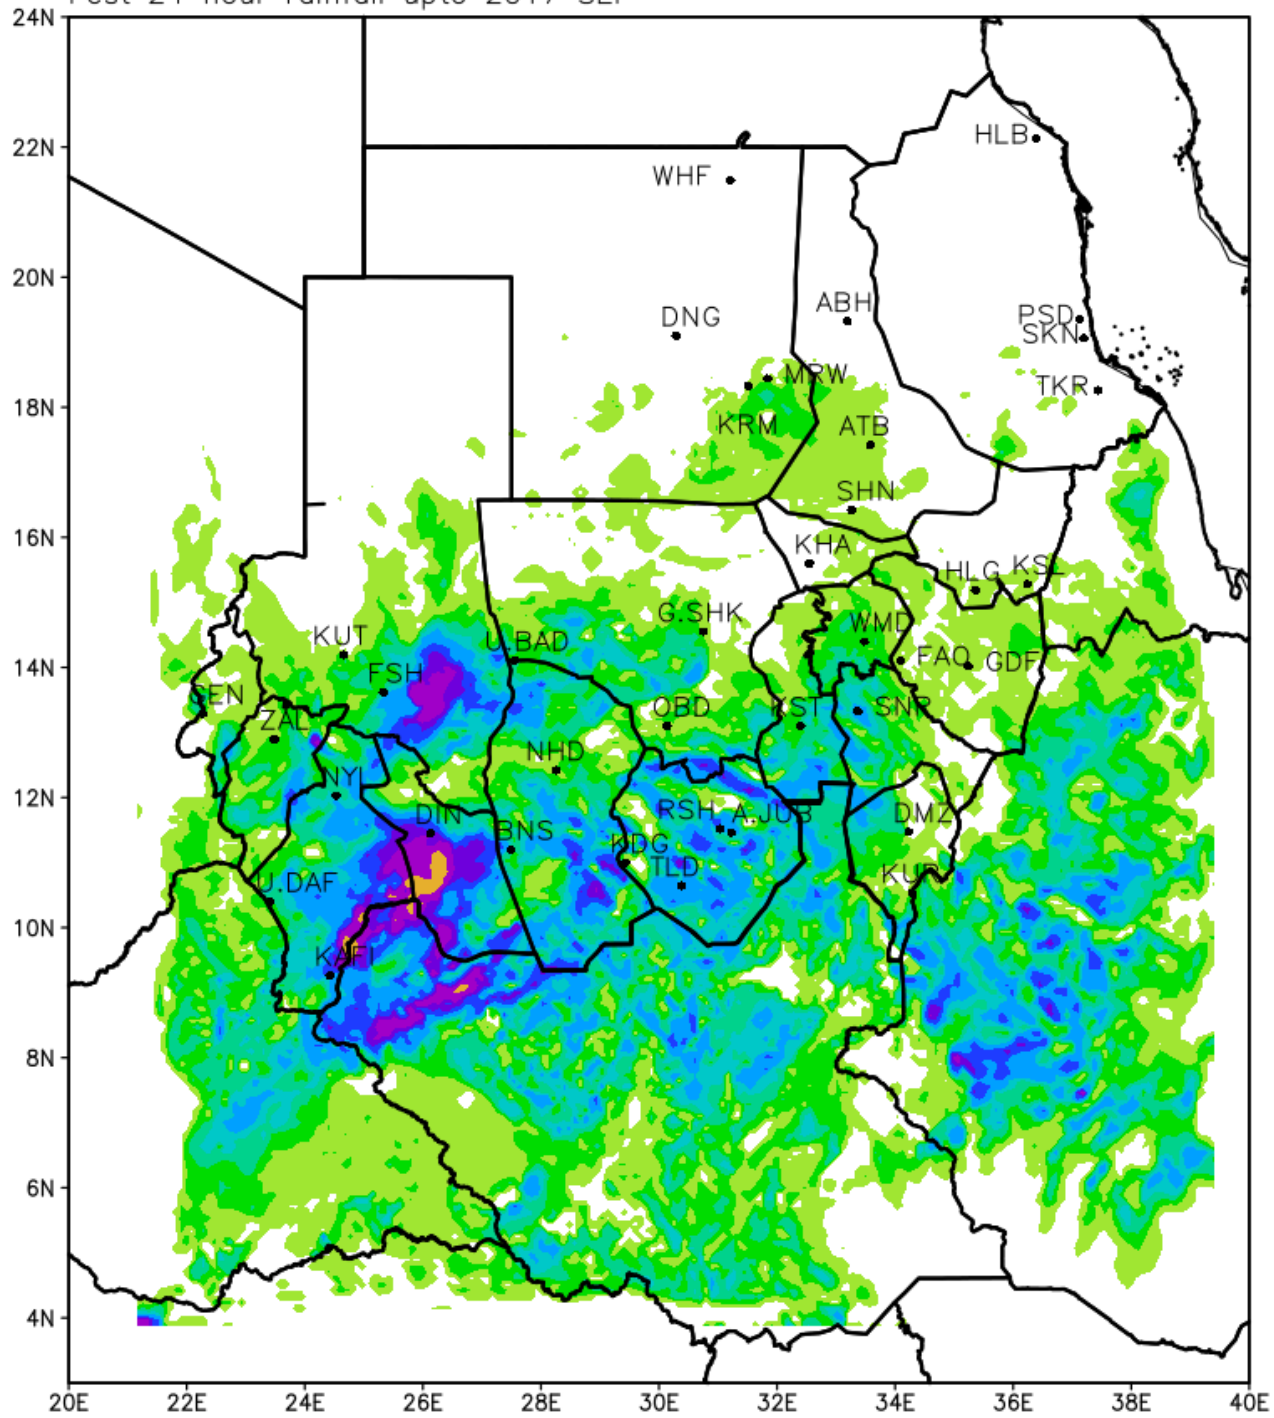 24N
22N
HLB
WHF
20N
DNG
ABH
PSD
SKN
18N
MRW
TKR
KRM
ATB
SHN
16N
KHA
HLG
KSL
G.SHK
WMD
KUT
U.BAD
14N
FSH
FAO
GDF
GEN
OBD
KST
SNR
ZAL
NHD
NYL
12N
DIN
BNS
RSH
A.JUB
DMZ
KDG
TLD
U.DAF
10N
KAFI
8N
6N
4N
20E 22E 24E 26E 28E 30E 32E 34E 36E 38E 40E